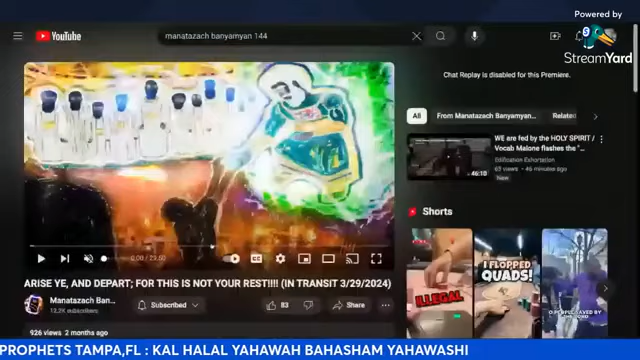 Powered by
StreamYard
YouTube
manatazach banyamyan 144
Chat Replay is disabled for this Premiere.
All
From Manatazach Banyamyan...
Related
WE are fed by the HOLY SPIRIT /
Vocab Malone flashes the "...
Edification Exhortation
69 views • 46 minutes ago
New
46:10
Shorts
ILLEGAL
I FLOPPED
QUADS!
0:00 / 29:50
ARISE YE, AND DEPART; FOR THIS IS NOT YOUR REST!!!! (IN TRANSIT 3/29/2024)
Manatazach Ban...
12.2K subscribers
Subscribed
83
Share
926 views 2 months ago
PROPHETS TAMPA,FL : KAL HALAL YAHAWAH BAHASHAM YAHAWASHI